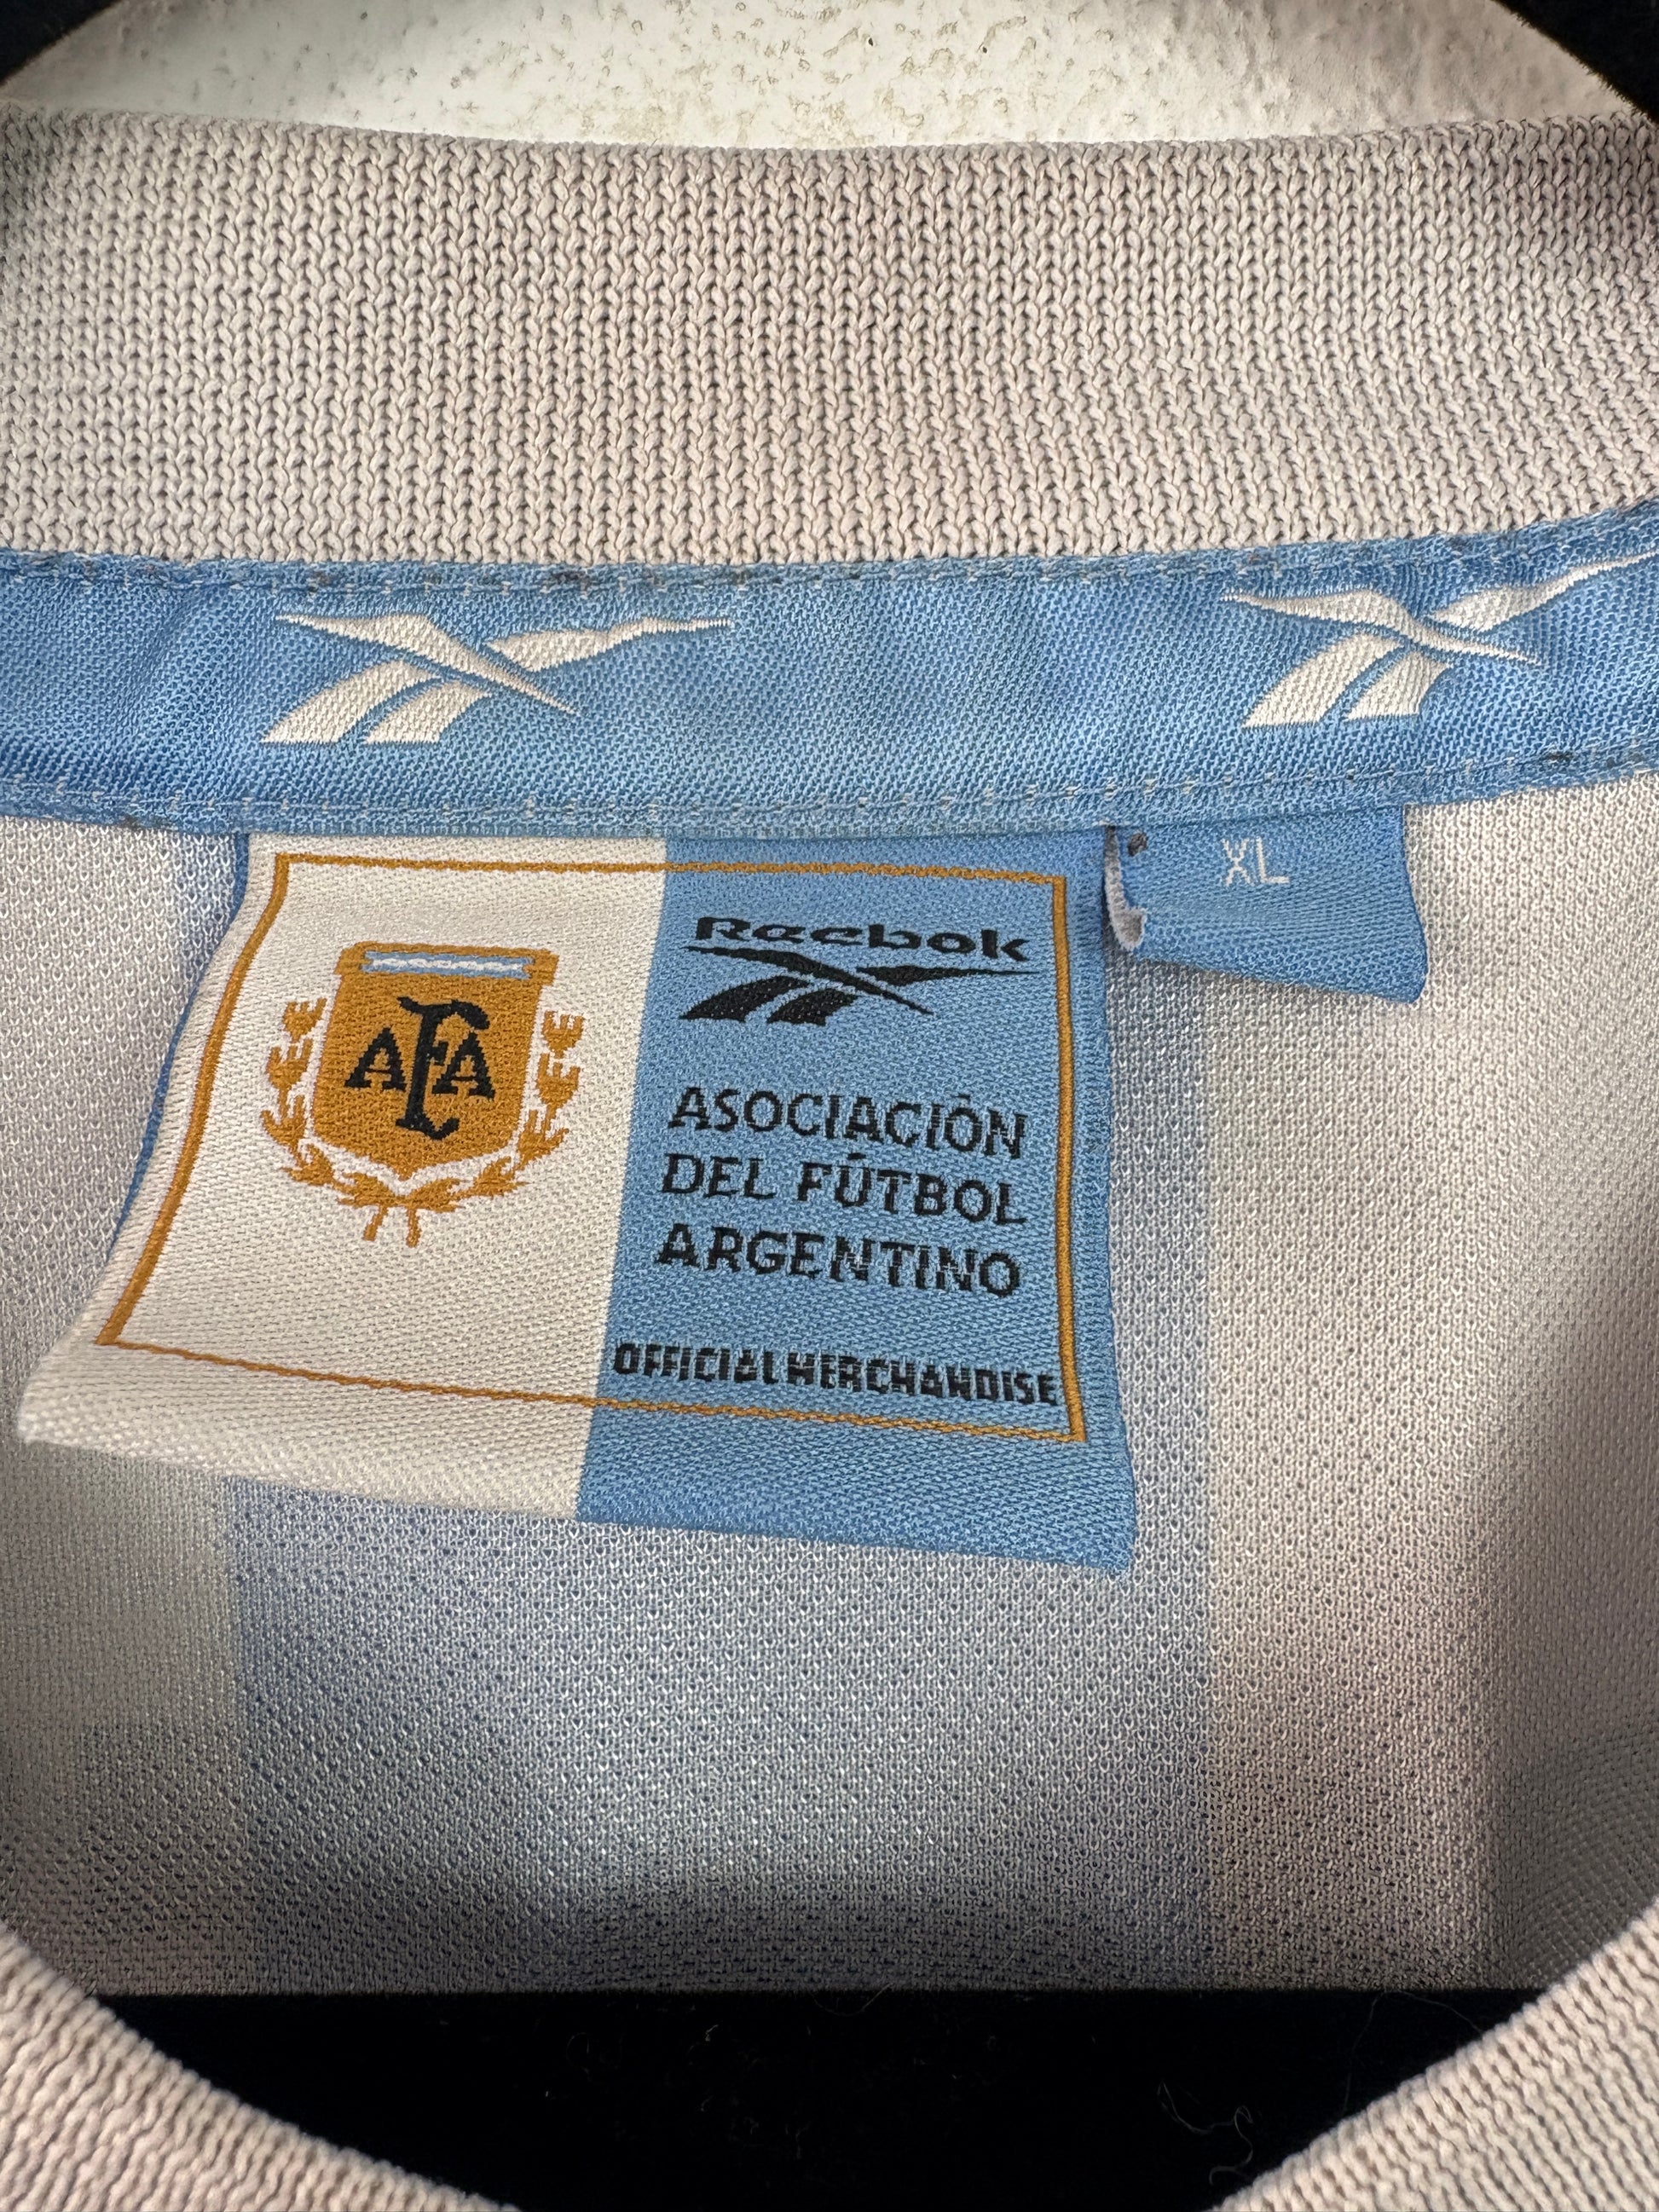 XL
AFA
Reebok
ASOCIACIÓN
DEL FÚTBOL
ARGENTINO
OFFICIAL MERCHANDISE